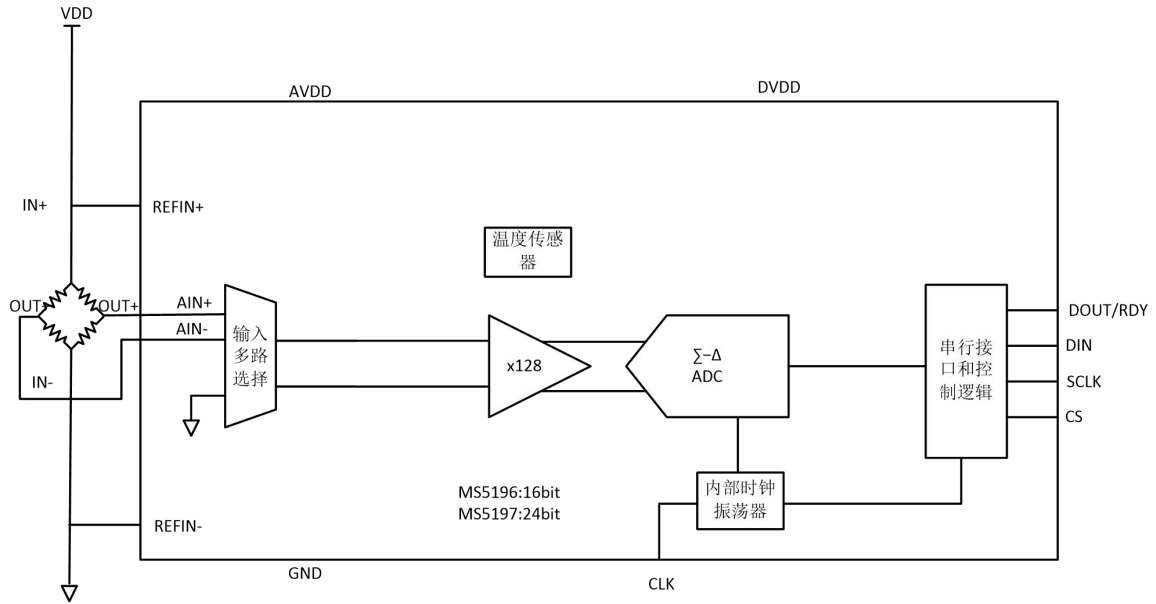 VDD
AVDD
DVDD
IN+
REFIN+
温度传感
器
OUT-
OUT+
AIN+
AIN-
输入
多路
选择
x128
∑-Δ
ADC
串行接
口和控
制逻辑
DOUT/RDY
DIN
SCLK
CS
IN-
MS5196:16bit
MS5197:24bit
内部时钟
振荡器
REFIN-
GND
CLK